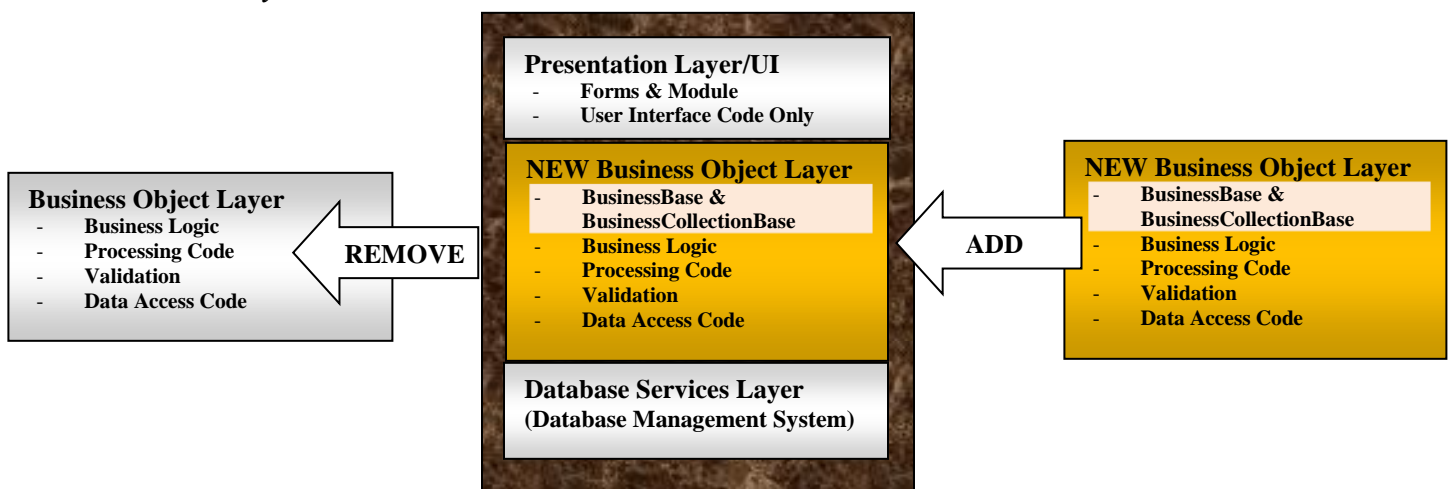 Presentation Layer/UI
- Forms & Module
- User Interface Code Only
Business Object Layer
- Business Logic
- Processing Code
- Validation
- Data Access Code
REMOVE
NEW Business Object Layer
- BusinessBase &
BusinessCollectionBase
- Business Logic
- Processing Code
- Validation
- Data Access Code
ADD
NEW Business Object Layer
- BusinessBase &
BusinessCollectionBase
- Business Logic
- Processing Code
- Validation
- Data Access Code
Database Services Layer
(Database Management System)